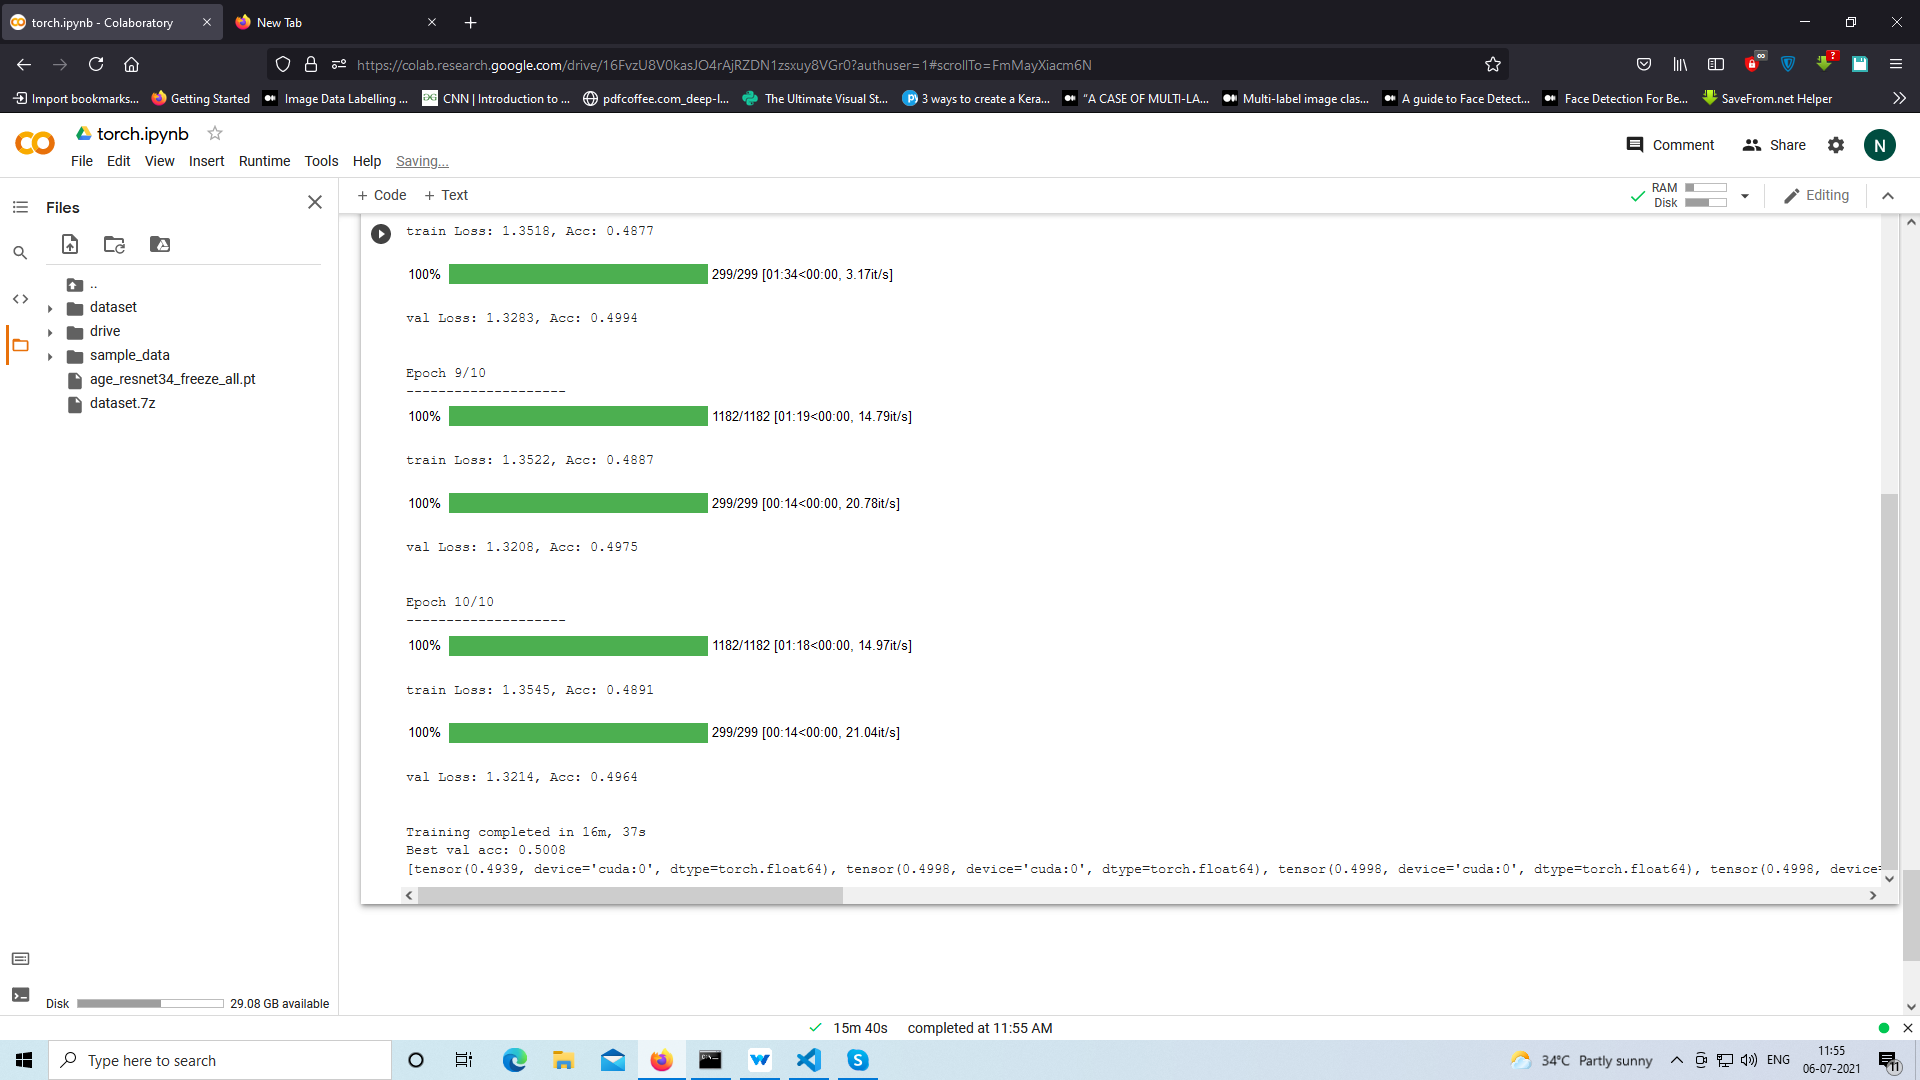 torch.ipynb - Colaboratory
New Tab
https://colab.research.google.com/drive/16FvzU8V0kasJO4rAjRZDN1zsxuy8VGr0?authuser=1#scrollTo=FmMayXiacm6N
Import bookmarks... Getting Started Image Data Labelling ... CNN | Introduction to ... pdfcoffee.com_deep-l... The Ultimate Visual St... 3 ways to create a Kera... “A CASE OF MULTI-LA... Multi-label image clas... A guide to Face Detect... Face Detection For Be... SaveFrom.net Helper
torch.ipynb
File Edit View Insert Runtime Tools Help Saving...
Comment Share N
Files
+ Code + Text
RAM
Disk
Editing
..
dataset
drive
sample_data
age_resnet34_freeze_all.pt
dataset.7z
Disk 29.08 GB available
train Loss: 1.3518, Acc: 0.4877
100% 299/299 [01:34<00:00, 3.17it/s]
val Loss: 1.3283, Acc: 0.4994
Epoch 9/10
--------------------
100% 1182/1182 [01:19<00:00, 14.79it/s]
train Loss: 1.3522, Acc: 0.4887
100% 299/299 [00:14<00:00, 20.78it/s]
val Loss: 1.3208, Acc: 0.4975
Epoch 10/10
--------------------
100% 1182/1182 [01:18<00:00, 14.97it/s]
train Loss: 1.3545, Acc: 0.4891
100% 299/299 [00:14<00:00, 21.04it/s]
val Loss: 1.3214, Acc: 0.4964
Training completed in 16m, 37s
Best val acc: 0.5008
[tensor(0.4939, device='cuda:0', dtype=torch.float64), tensor(0.4998, device='cuda:0', dtype=torch.float64), tensor(0.4998, device='cuda:0', dtype=torch.float64), tensor(0.4998, device=
15m 40s completed at 11:55 AM
Type here to search
34°C Partly sunny
ENG
11:55
06-07-2021
11